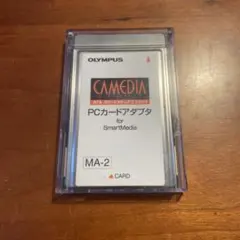 OLYMPUS
CAMEDIA
PCカードアダプタ
for
SmartMedia
MA-2
CARD